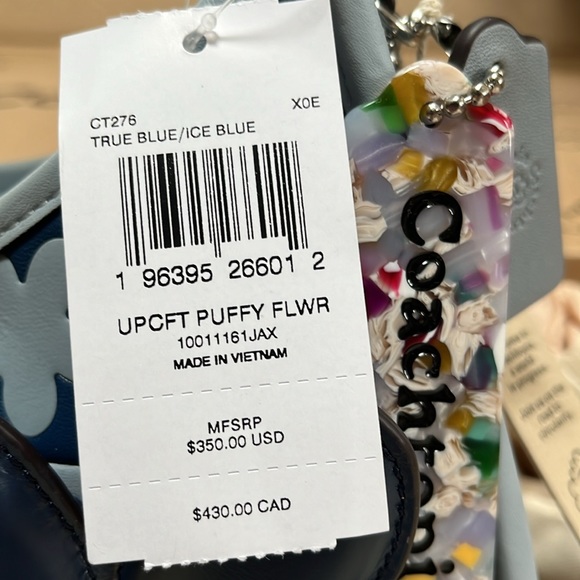 CT276 X0E
TRUE BLUE/ICE BLUE
1 96395 26601 2
UPCFT PUFFY FLWR
10011161JAX
MADE IN VIETNAM
MFSRP
$350.00 USD
$430.00 CAD
Coachtopi